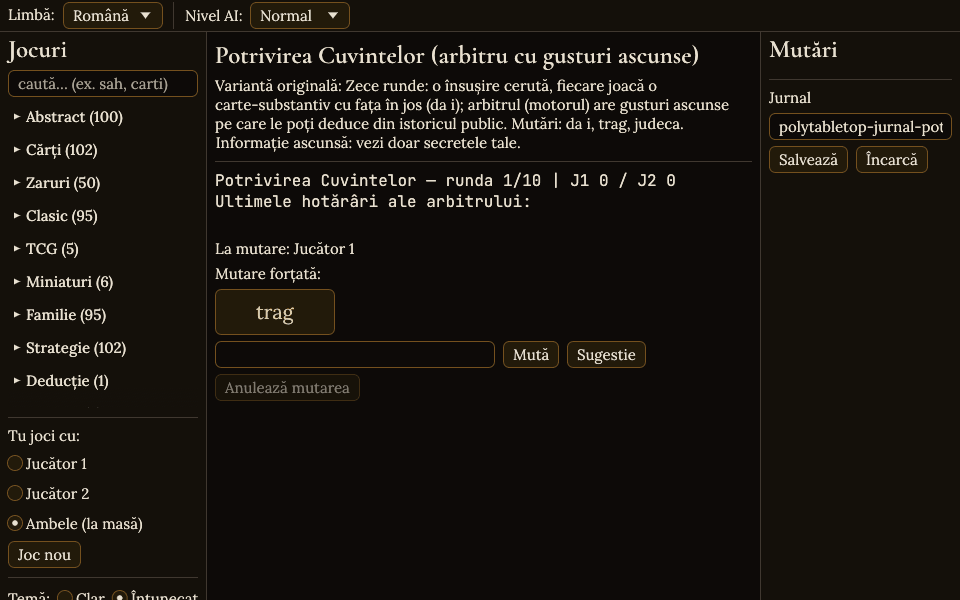 Limbă: Română ▼ Nivel AI: Normal ▼
Jocuri
caută... (ex. sah, carti)
▸ Abstract (100)
▸ Cărți (102)
▸ Zaruri (50)
▸ Clasic (95)
▸ TCG (5)
▸ Miniaturi (6)
▸ Familie (95)
▸ Strategie (102)
▸ Deducție (1)
Tu joci cu:
Jucător 1
Jucător 2
Ambele (la masă)
Joc nou
Temă: Clar Întunecat
Potrivirea Cuvintelor (arbitru cu gusturi ascunse)
Variantă originală: Zece runde: o însușire cerută, fiecare joacă o
carte-substantiv cu fața în jos (da i); arbitrul (motorul) are gusturi ascunse
pe care le poți deduce din istoricul public. Mutări: da i, trag, judeca.
Informație ascunsă: vezi doar secretele tale.
Potrivirea Cuvintelor — runda 1/10 | J1 0 / J2 0
Ultimele hotărâri ale arbitrului:
La mutare: Jucător 1
Mutare forțată:
trag
Mută Sugestie
Anulează mutarea
Mutări
Jurnal
polytabletop-jurnal-pot
Salvează Încarcă